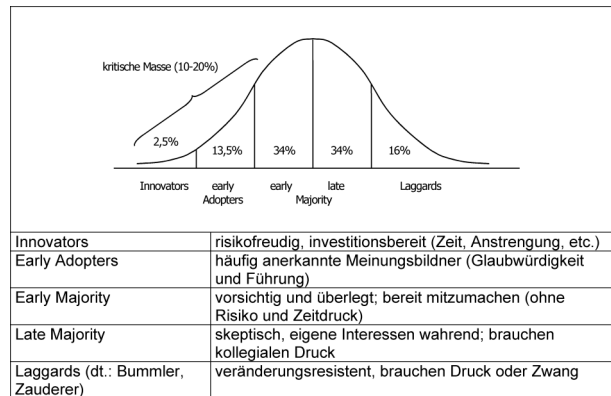 kritische Masse (10-20%)
2,5%
13,5%
34%
34%
16%
Innovators
early
Adopters
early
late
Majority
Laggards
Innovators
risikofreudig, investitionsbereit (Zeit, Anstrengung, etc.)
Early Adopters
häufig anerkannte Meinungsbildner (Glaubwürdigkeit
und Führung)
Early Majority
vorsichtig und überlegt; bereit mitzumachen (ohne
Risiko und Zeitdruck)
Late Majority
skeptisch, eigene Interessen wahrend; brauchen
kollegialen Druck
Laggards (dt.: Bummler,
Zauderer)
veränderungsresistent, brauchen Druck oder Zwang